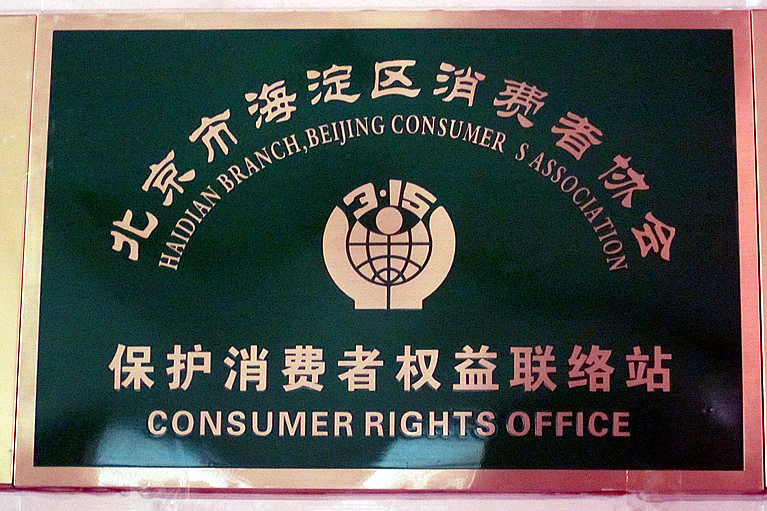 北京市海淀区消费者协会
HAIDIAN BRANCH,BEIJING CONSUMER S ASSOCIATION
3·15
保护消费者权益联络站
CONSUMER RIGHTS OFFICE